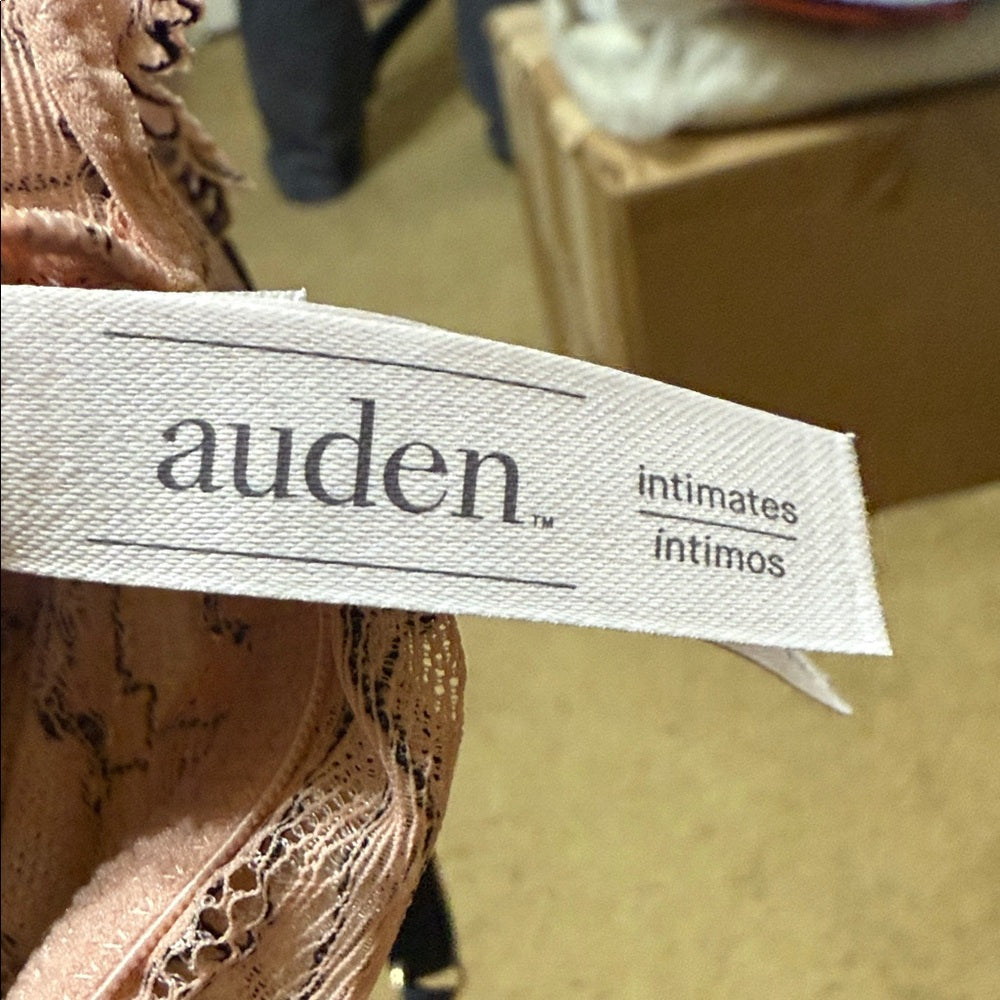 auden™
intimates
íntimos